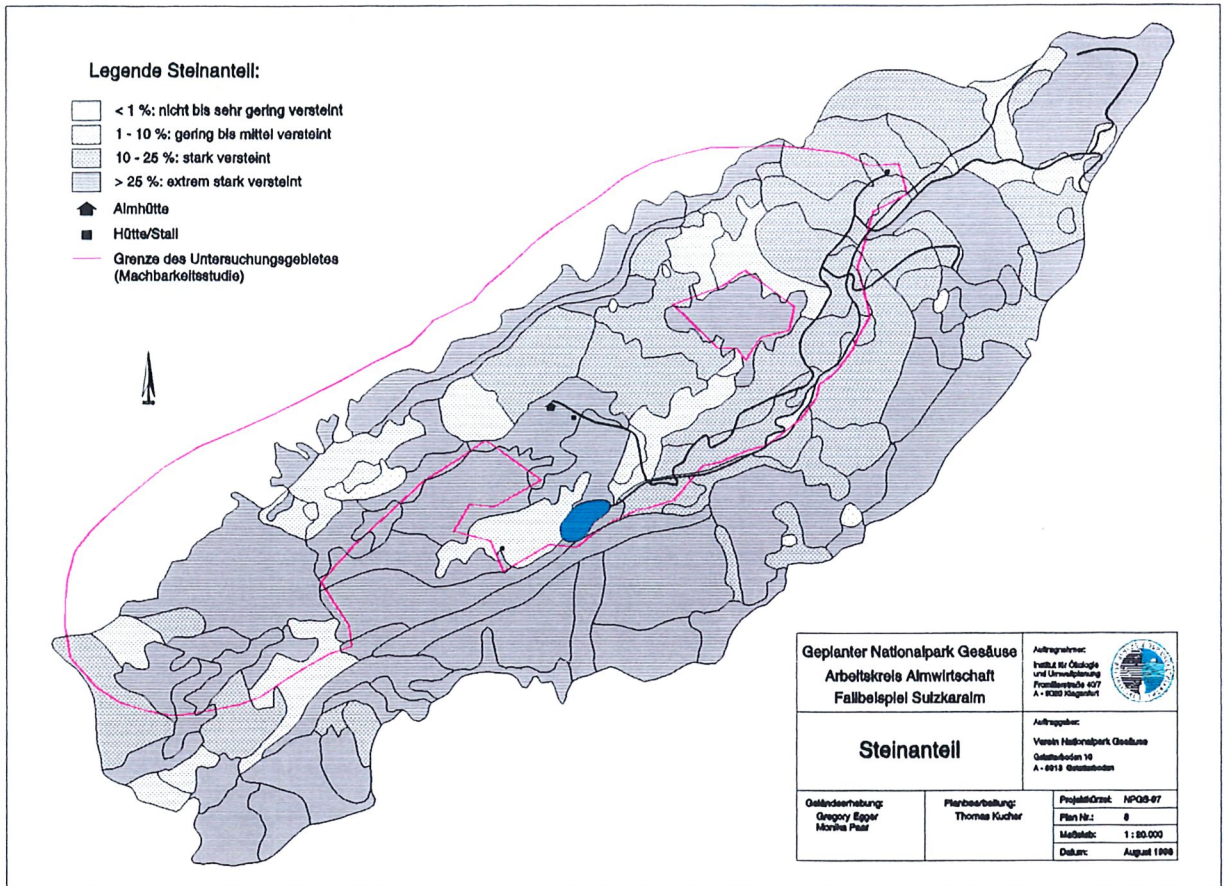 Legende Steinanteil:
< 1 %: nicht bis sehr gering versteint
1 - 10 %: gering bis mittel versteint
10 - 25 %: stark versteint
> 25 %: extrem stark versteint
Almhütte
Hütte/Stall
Grenze des Untersuchungsgebietes
(Machbarkeitsstudie)
Geplanter Nationalpark Gesäuse
Arbeitskreis Almwirtschaft
Fallbeispiel Sulzkaralm
Auftragnehmer:
Institut für Ökologie
und Umweltplanung
Steinanteil
Auftraggeber:
Verein Nationalpark Gesäuse
Geländeerhebung:
Gregory Egger
Monika Paar
Planbearbeitung:
Thomas Kucher
Projektkürzel: NPGS-97
Plan Nr.:
Maßstab: 1 : 20.000
Datum: August 1998